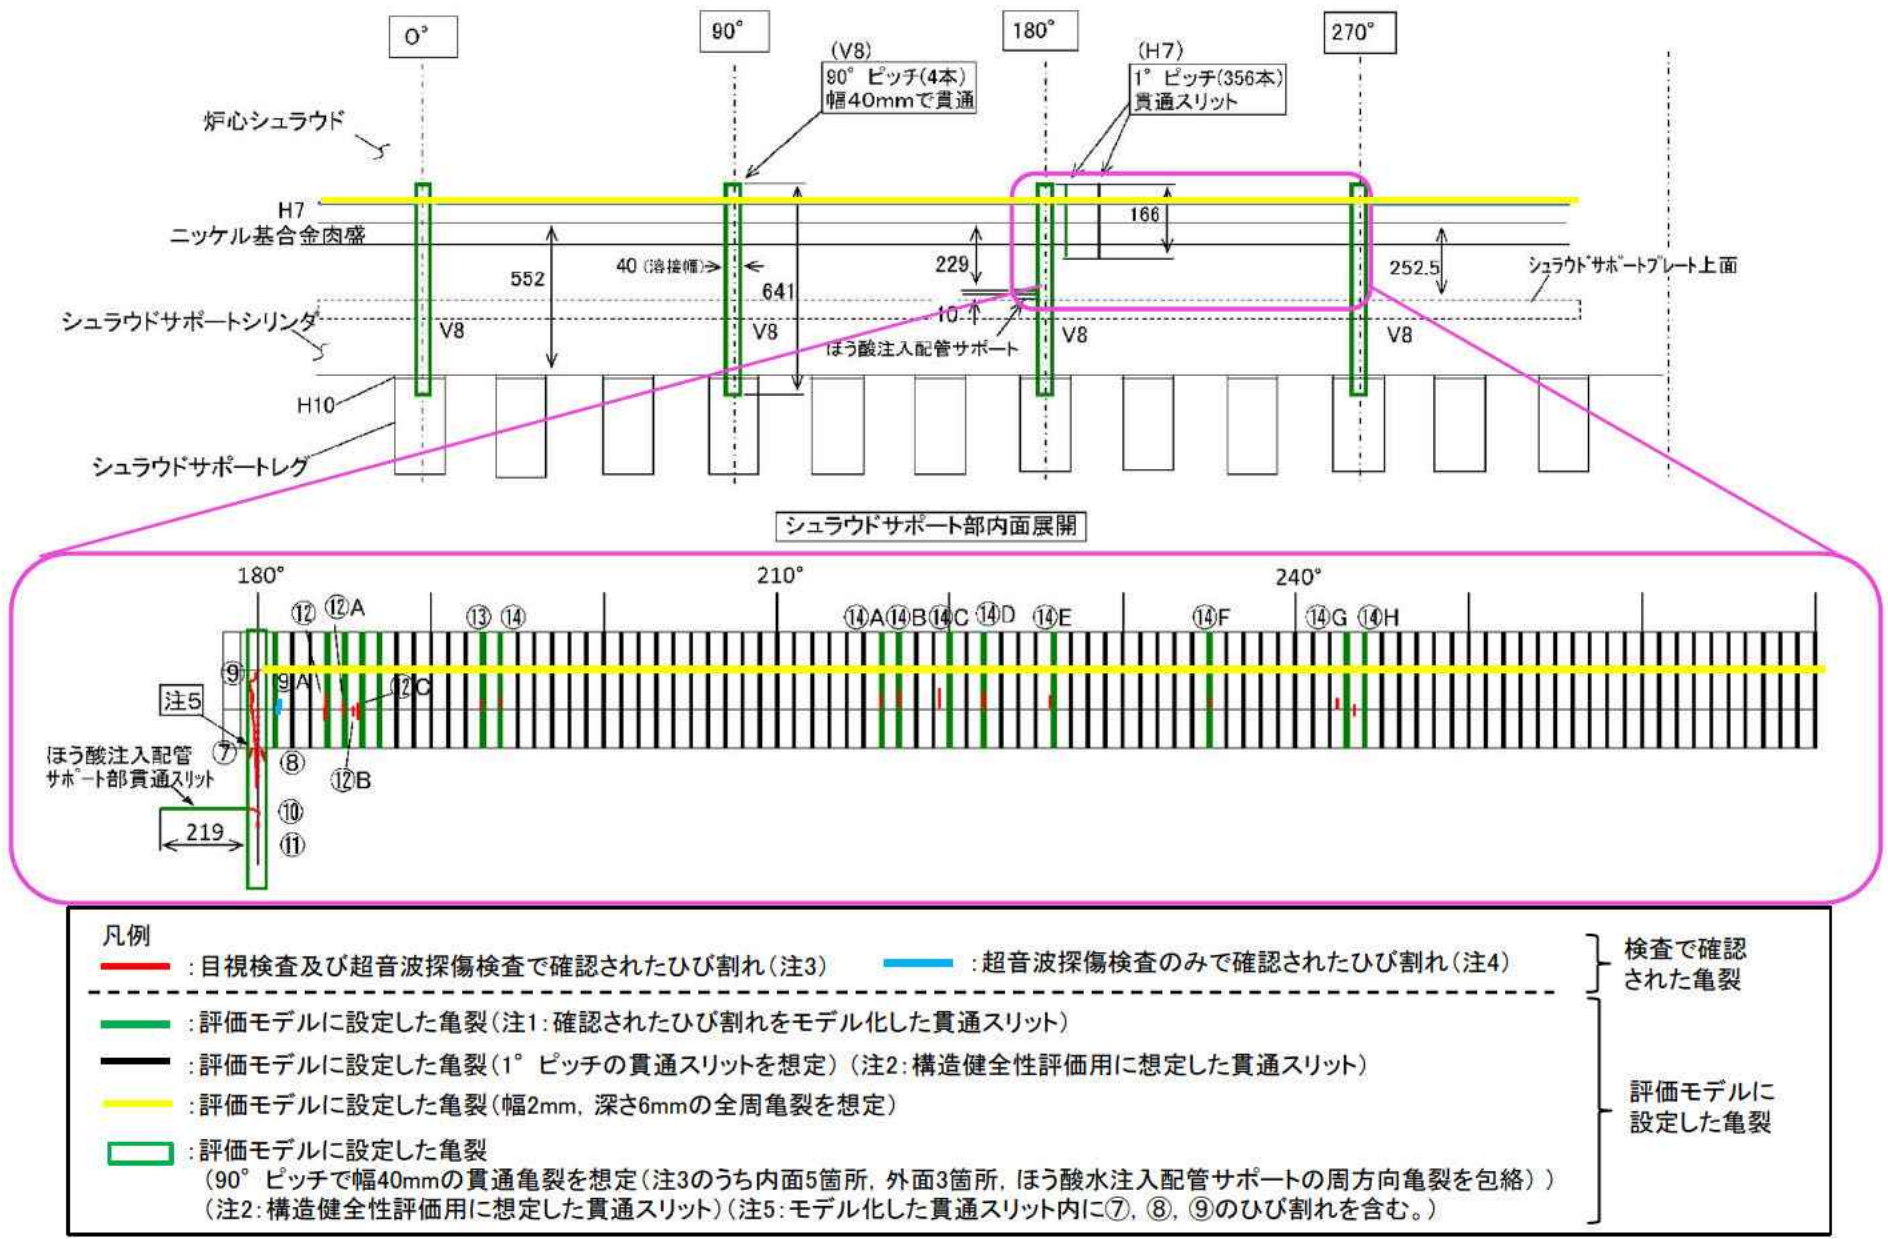 0°
90°
180°
270°
(V8)
90°ピッチ(4本)
幅40mmで貫通
(H7)
1°ピッチ(356本)
貫通スリット
炉心シュラウド
H7
ニッケル基合金肉盛
552
40(溶接幅)
641
229
166
252.5
シュラウドサポートプレート上面
シュラウドサポートシリンダ
V8
V8
10
V8
V8
ほう酸注入配管サポート
H10
シュラウドサポートレグ
シュラウドサポート部内面展開
180°
210°
240°
⑫
⑫A
⑬
⑭
⑭A
⑭B
⑭C
⑭D
⑭E
⑭F
⑭G
⑭H
⑨
⑨A
⑫C
注5
⑦
⑧
⑫B
ほう酸注入配管
サポート部貫通スリット
⑩
219
⑪
凡例
:目視検査及び超音波探傷検査で確認されたひび割れ(注3)
:超音波探傷検査のみで確認されたひび割れ(注4)
検査で確認
された亀裂
:評価モデルに設定した亀裂(注1:確認されたひび割れをモデル化した貫通スリット)
:評価モデルに設定した亀裂(1°ピッチの貫通スリットを想定)(注2:構造健全性評価用に想定した貫通スリット)
:評価モデルに設定した亀裂(幅2mm, 深さ6mmの全周亀裂を想定)
評価モデルに
設定した亀裂
:評価モデルに設定した亀裂
(90°ピッチで幅40mmの貫通亀裂を想定(注3のうち内面5箇所, 外面3箇所, ほう酸水注入配管サポートの周方向亀裂を包絡))
(注2:構造健全性評価用に想定した貫通スリット)(注5:モデル化した貫通スリット内に⑦, ⑧, ⑨のひび割れを含む。)